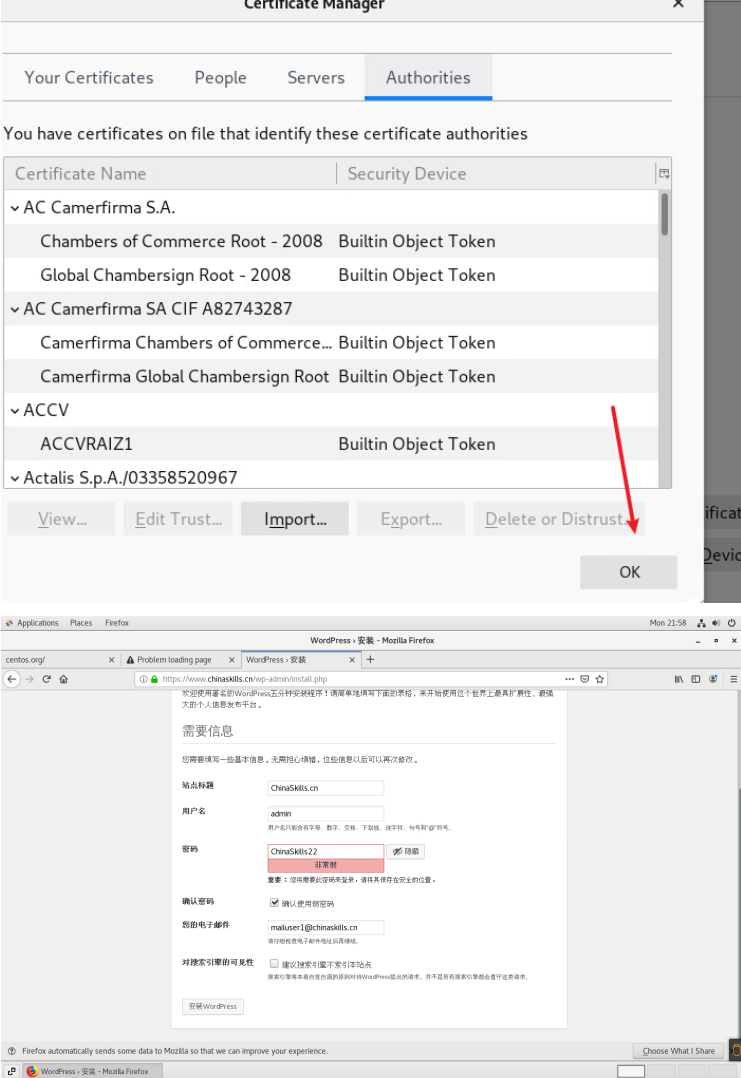 Certificate Manager
Your Certificates People Servers Authorities
You have certificates on file that identify these certificate authorities
Certificate Name Security Device
AC Camerfirma S.A.
Chambers of Commerce Root - 2008 Builtin Object Token
Global Chambersign Root - 2008 Builtin Object Token
AC Camerfirma SA CIF A82743287
Camerfirma Chambers of Commerce... Builtin Object Token
Camerfirma Global Chambersign Root Builtin Object Token
ACCV
ACCVRAIZ1 Builtin Object Token
Actalis S.p.A./03358520967
View... Edit Trust... Import... Export... Delete or Distrust...
OK
Applications Places Firefox Mon 21:58
WordPress › 安装 - Mozilla Firefox
centos.org/ Problem loading page WordPress › 安装
https://www.chinaskills.cn/wp-admin/install.php
欢迎使用著名的WordPress五分钟安装程序！请简单地填写下面的表格，来开始使用这个世界上最具扩展性、最强
大的个人信息发布平台。
需要信息
您需要填写一些基本信息。无需担心填错，这些信息以后可以再次修改。
站点标题 ChinaSkills.cn
用户名 admin
用户名只能含有字母、数字、空格、下划线、连字符、句号和“@”符号。
密码 ChinaSkills22 隐藏
非常弱
重要：您将需要此密码来登录，请将其保存在安全的位置。
确认密码 确认使用弱密码
您的电子邮件 mailuser1@chinaskills.cn
请仔细检查电子邮件地址后再继续。
对搜索引擎的可见性 建议搜索引擎不索引本站点
搜索引擎将本着自觉自愿的原则对待WordPress提出的请求。并不是所有搜索引擎都会遵守这类请求。
安装WordPress
Firefox automatically sends some data to Mozilla so that we can improve your experience. Choose What I Share
WordPress › 安装 - Mozilla Firefox